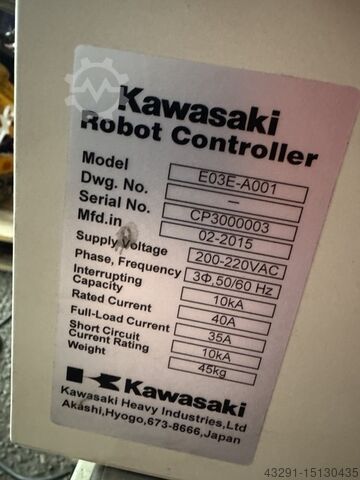 Kawasaki
Robot Controller
Model E03E-A001
Dwg. No. —
Serial No. CP3000003
Mfd.in 02-2015
Supply Voltage 200-220VAC
Phase, Frequency 3Φ,50/60 Hz
Interrupting
Capacity 10kA
Rated Current 40A
Full-Load Current 35A
Short Circuit
Current Rating 10kA
Weight 45kg
Kawasaki
Kawasaki Heavy Industries,Ltd
Akashi,Hyogo,673-8666,Japan
43291-15130435